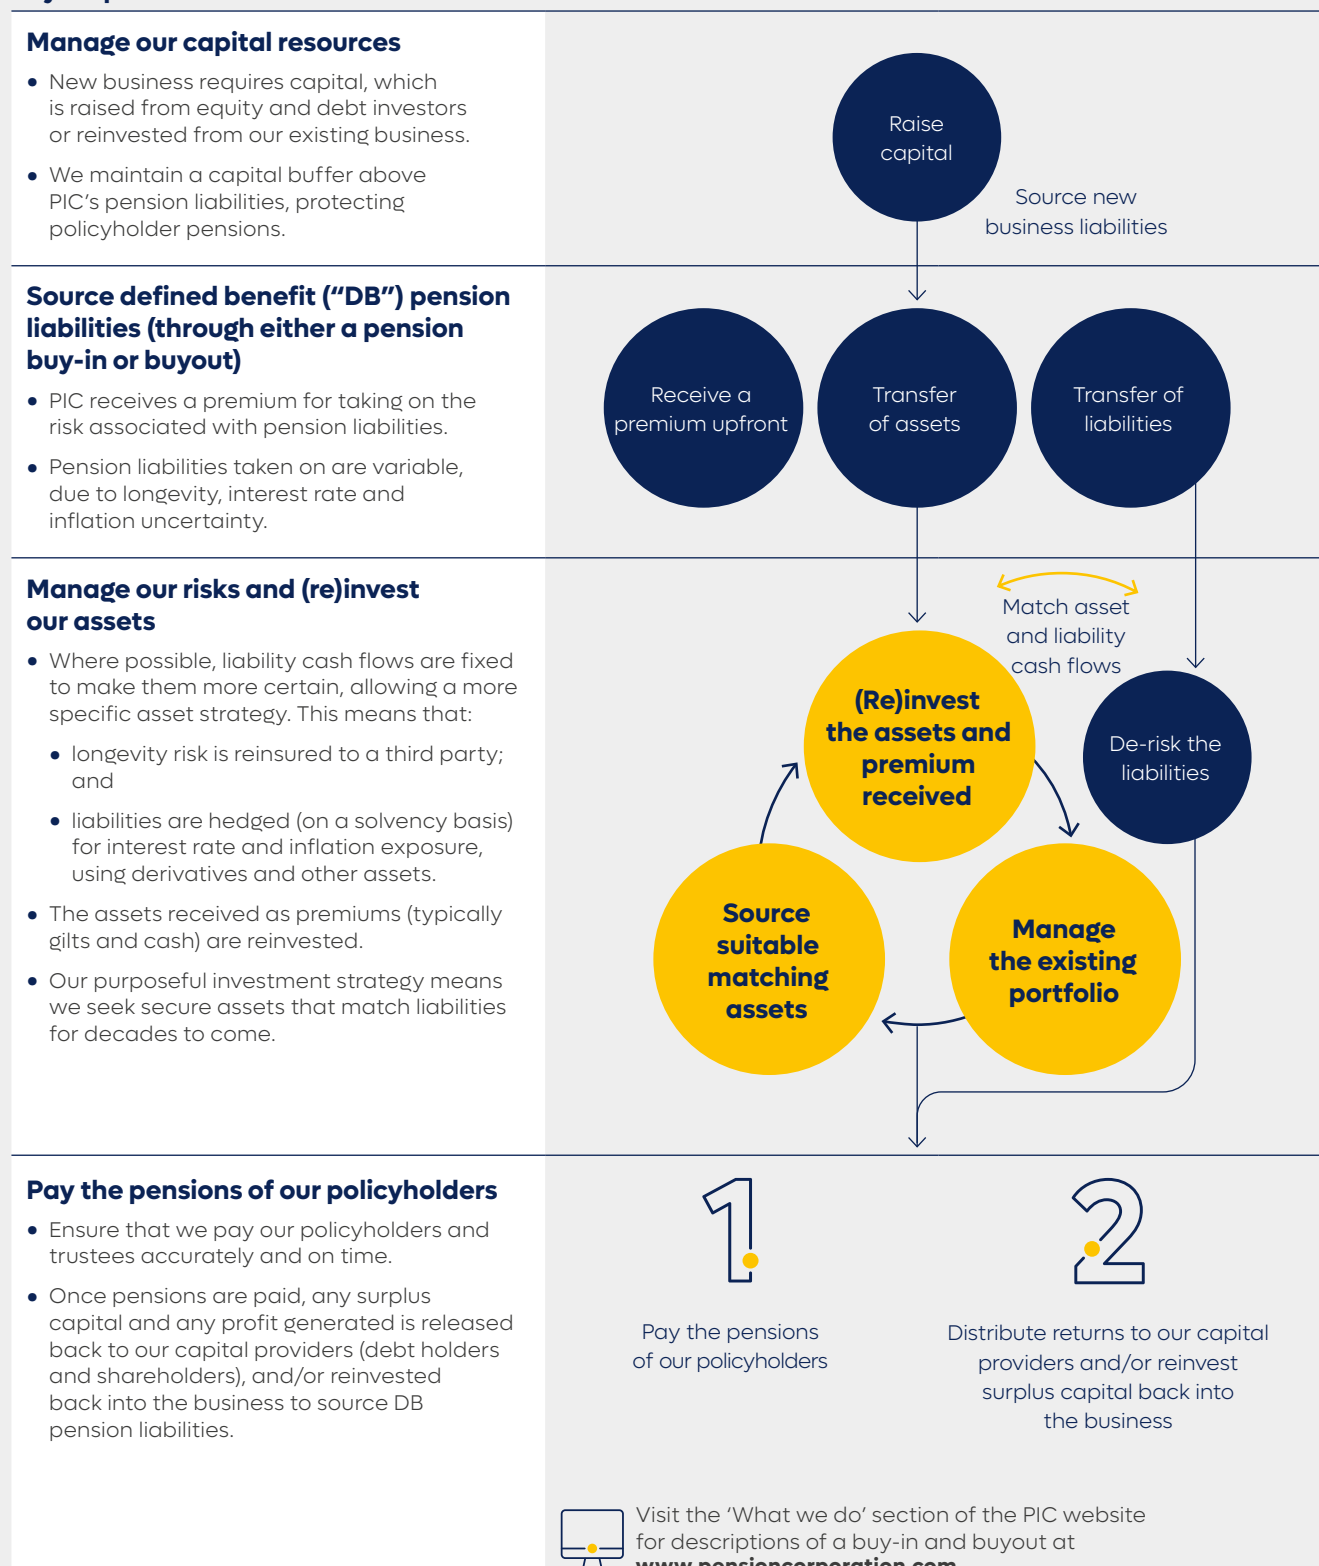 Manage our capital resources
• New business requires capital, which
is raised from equity and debt investors
or reinvested from our existing business.
• We maintain a capital buffer above
PIC's pension liabilities, protecting
policyholder pensions.
Raise
capital
Source new
business liabilities
Source defined benefit (“DB”) pension
liabilities (through either a pension
buy-in or buyout)
• PIC receives a premium for taking on the
risk associated with pension liabilities.
• Pension liabilities taken on are variable,
due to longevity, interest rate and
inflation uncertainty.
Receive a
premium upfront
Transfer
of assets
Transfer of
liabilities
Manage our risks and (re)invest
our assets
• Where possible, liability cash flows are fixed
to make them more certain, allowing a more
specific asset strategy. This means that:
• longevity risk is reinsured to a third party;
and
• liabilities are hedged (on a solvency basis)
for interest rate and inflation exposure,
using derivatives and other assets.
• The assets received as premiums (typically
gilts and cash) are reinvested.
• Our purposeful investment strategy means
we seek secure assets that match liabilities
for decades to come.
Match asset
and liability
cash flows
(Re)invest
the assets and
premium
received
De-risk the
liabilities
Source
suitable
matching
assets
Manage
the existing
portfolio
Pay the pensions of our policyholders
• Ensure that we pay our policyholders and
trustees accurately and on time.
• Once pensions are paid, any surplus
capital and any profit generated is released
back to our capital providers (debt holders
and shareholders), and/or reinvested
back into the business to source DB
pension liabilities.
1
Pay the pensions
of our policyholders
2
Distribute returns to our capital
providers and/or reinvest
surplus capital back into
the business
Visit the ‘What we do’ section of the PIC website
for descriptions of a buy-in and buyout at
www.pensioncorporation.com